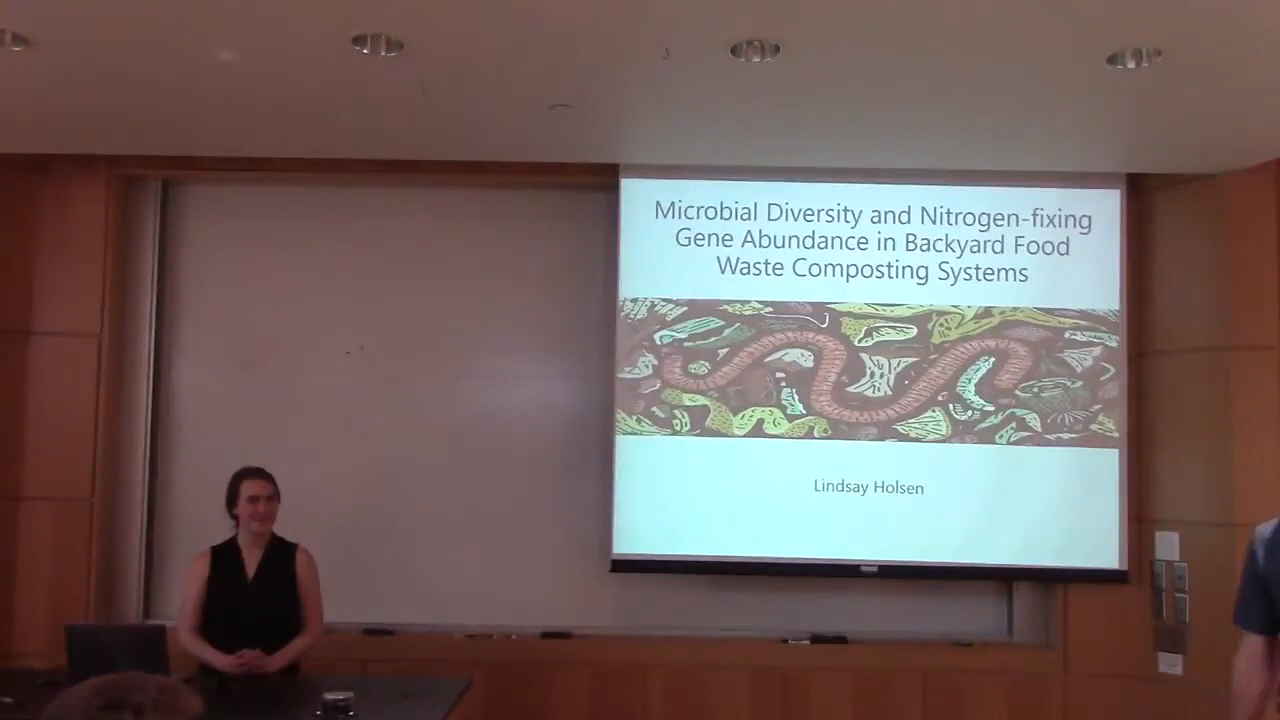 Microbial Diversity and Nitrogen-fixing
Gene Abundance in Backyard Food
Waste Composting Systems
Lindsay Holsen